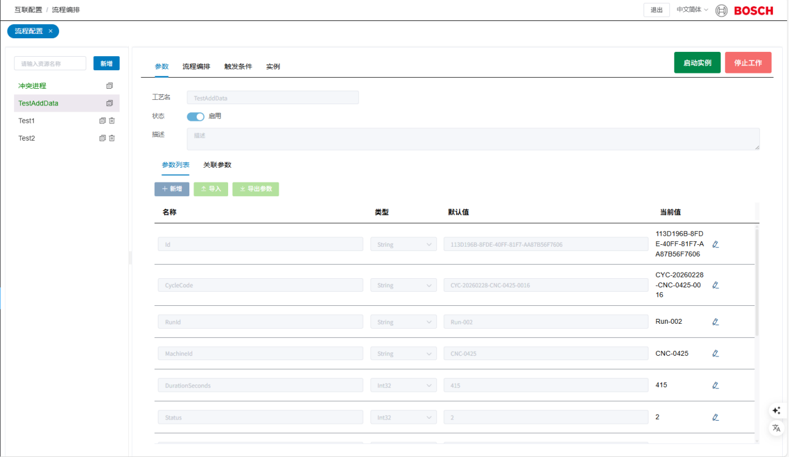 互联配置 / 流程编排
退出
中文简体
BOSCH
流程配置 ×
请输入资源名称
新增
冲突进程
TestAddData
Test1
Test2
参数 流程编排 触发条件 实例
启动实例 停止工作
工艺名 TestAddData
状态 启用
描述 描述
参数列表 关联参数
+ 新增 导入 导出参数
名称 类型 默认值 当前值
Id String 113D196B-8FDE-40FF-81F7-AA87B56F7606
113D196B-8FD
E-40FF-81F7-A
A87B56F7606
CycleCode String CYC-20260228-CNC-0425-0016
CYC-20260228
-CNC-0425-00
16
RunId String Run-002 Run-002
MachineId String CNC-0425 CNC-0425
DurationSeconds Int32 415 415
Status Int32 2 2